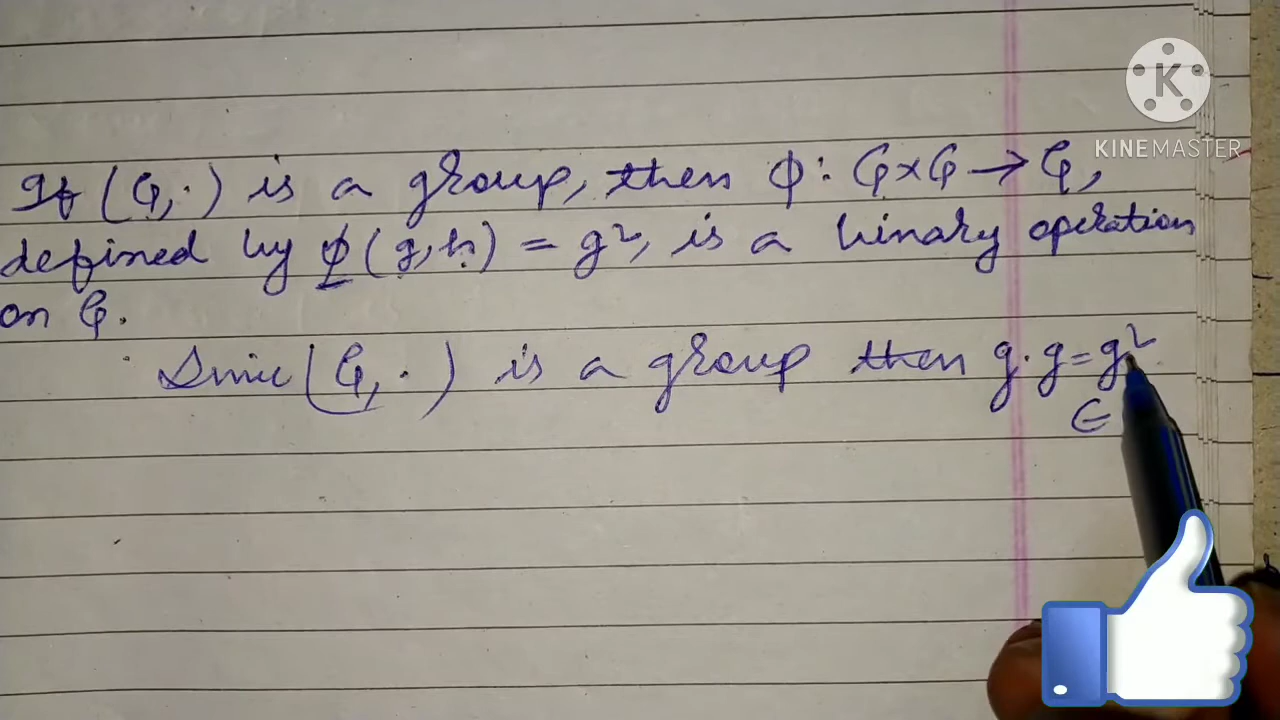 If (G, ·) is a group, then ϕ: G×G → G,
defined by ϕ(g, h) = g², is a binary operation
on G.
Since (G, ·) is a group then g·g = g²
∈
K
KINEMASTER